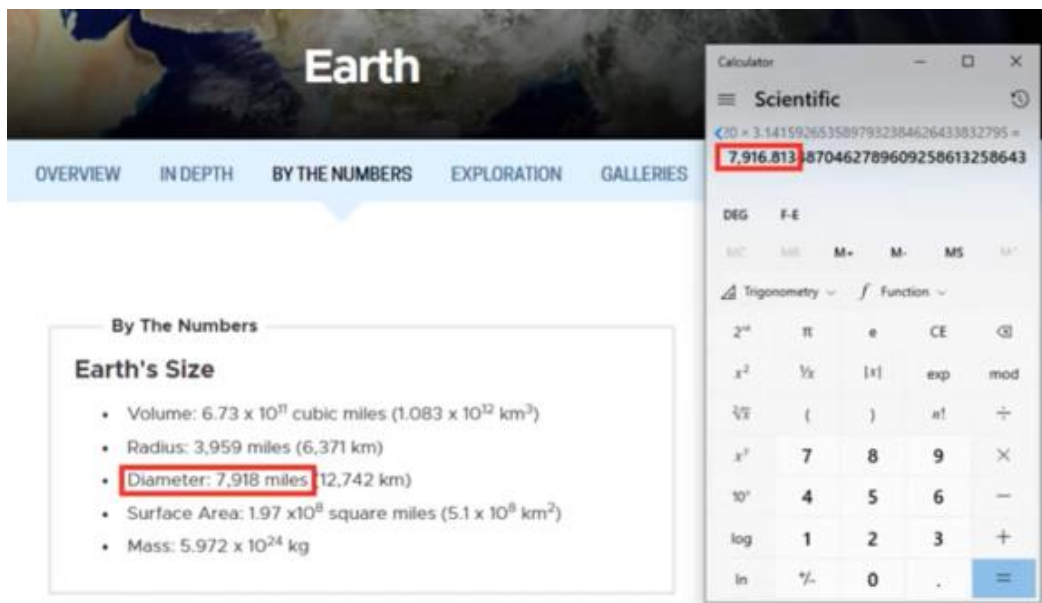 Earth
OVERVIEW IN DEPTH BY THE NUMBERS EXPLORATION GALLERIES
By The Numbers
Earth's Size
• Volume: 6.73 x 10¹¹ cubic miles (1.083 x 10¹² km³)
• Radius: 3,959 miles (6,371 km)
• Diameter: 7,918 miles (12,742 km)
• Surface Area: 1.97 x10⁸ square miles (5.1 x 10⁸ km²)
• Mass: 5.972 x 10²⁴ kg
Calculator
Scientific
20 × 3.1415926535897932384626433832795 =
7,916.8134870462789609258613258643
DEG F-E
MC MR M+ M- MS M˅
Trigonometry Function
2ⁿᵈ π e CE
x² ¹/x |x| exp mod
²√x ( ) n! ÷
xʸ 7 8 9 ×
10ˣ 4 5 6 −
log 1 2 3 +
ln +/- 0 . =